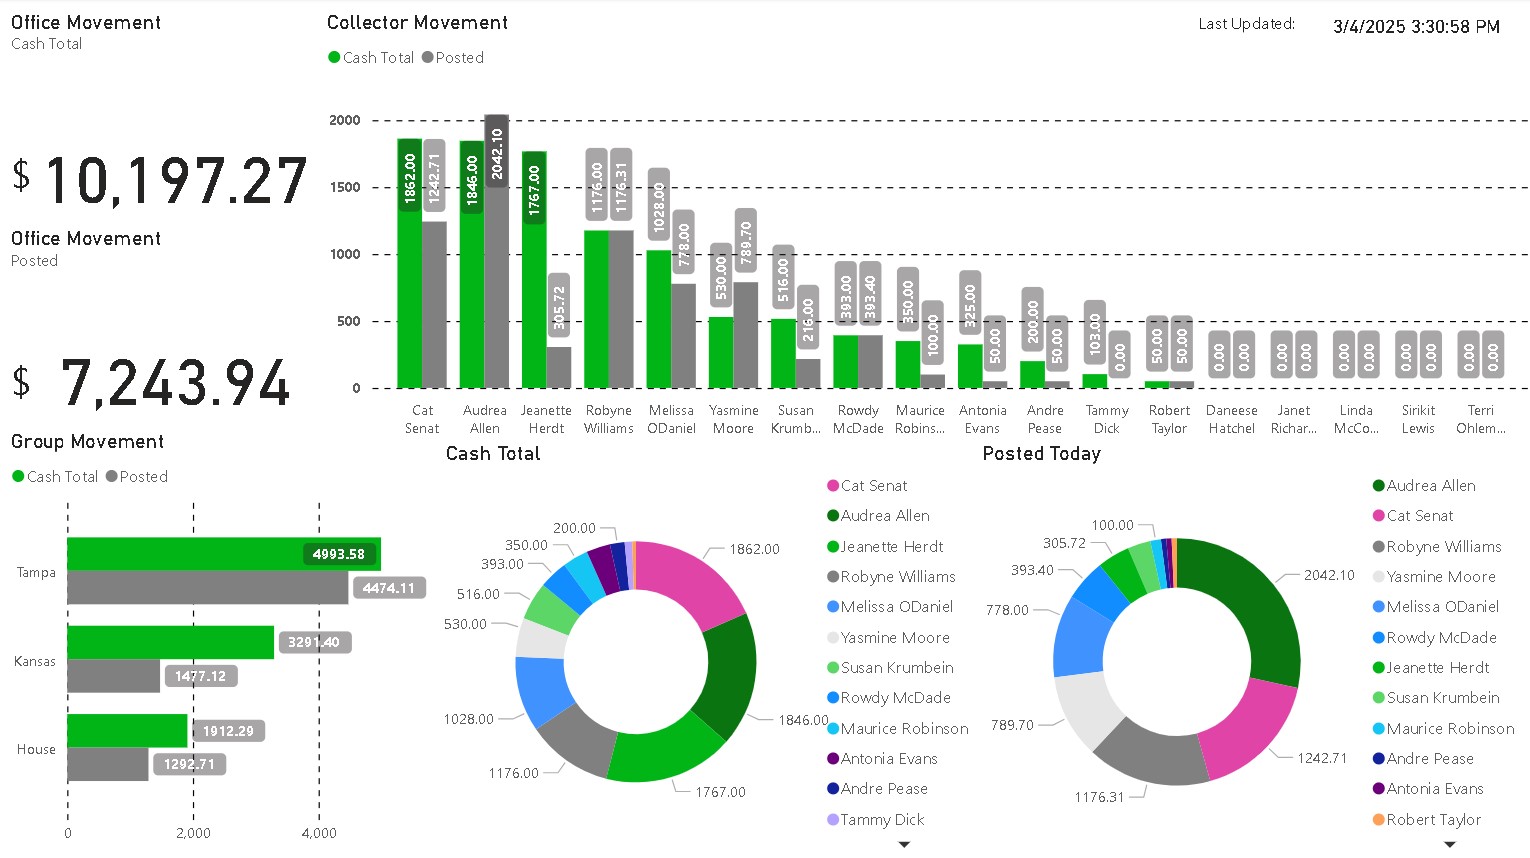 Office Movement
Cash Total
$ 10,197.27
Office Movement
Posted
$ 7,243.94
Collector Movement
Cash Total Posted
Last Updated: 3/4/2025 3:30:58 PM
2000
1500
1000
500
0
1862.00 1242.71
1846.00 2042.10
1767.00 305.72
1176.00 1176.31
1028.00 778.00
530.00 789.70
516.00 216.00
393.00 393.40
350.00 100.00
325.00 50.00
200.00 50.00
103.00 0.00
50.00 50.00
0.00 0.00
0.00 0.00
0.00 0.00
0.00 0.00
0.00 0.00
Cat Audrea Jeanette Robyne Melissa Yasmine Susan Rowdy Maurice Antonia Andre Tammy Robert Daneese Janet Linda Sirikit Terri
Senat Allen Herdt Williams ODaniel Moore Krumb... McDade Robins... Evans Pease Dick Taylor Hatchel Richar... McCo... Lewis Ohlem...
Group Movement
Cash Total Posted
Tampa
4993.58
4474.11
Kansas
3291.40
1477.12
House
1912.29
1292.71
0 2,000 4,000
Cash Total
200.00
350.00
393.00
516.00
530.00
1028.00
1176.00
1767.00
1846.00
1862.00
Cat Senat
Audrea Allen
Jeanette Herdt
Robyne Williams
Melissa ODaniel
Yasmine Moore
Susan Krumbein
Rowdy McDade
Maurice Robinson
Antonia Evans
Andre Pease
Tammy Dick
Posted Today
100.00
305.72
393.40
778.00
789.70
1176.31
1242.71
2042.10
Audrea Allen
Cat Senat
Robyne Williams
Yasmine Moore
Melissa ODaniel
Rowdy McDade
Jeanette Herdt
Susan Krumbein
Maurice Robinson
Andre Pease
Antonia Evans
Robert Taylor